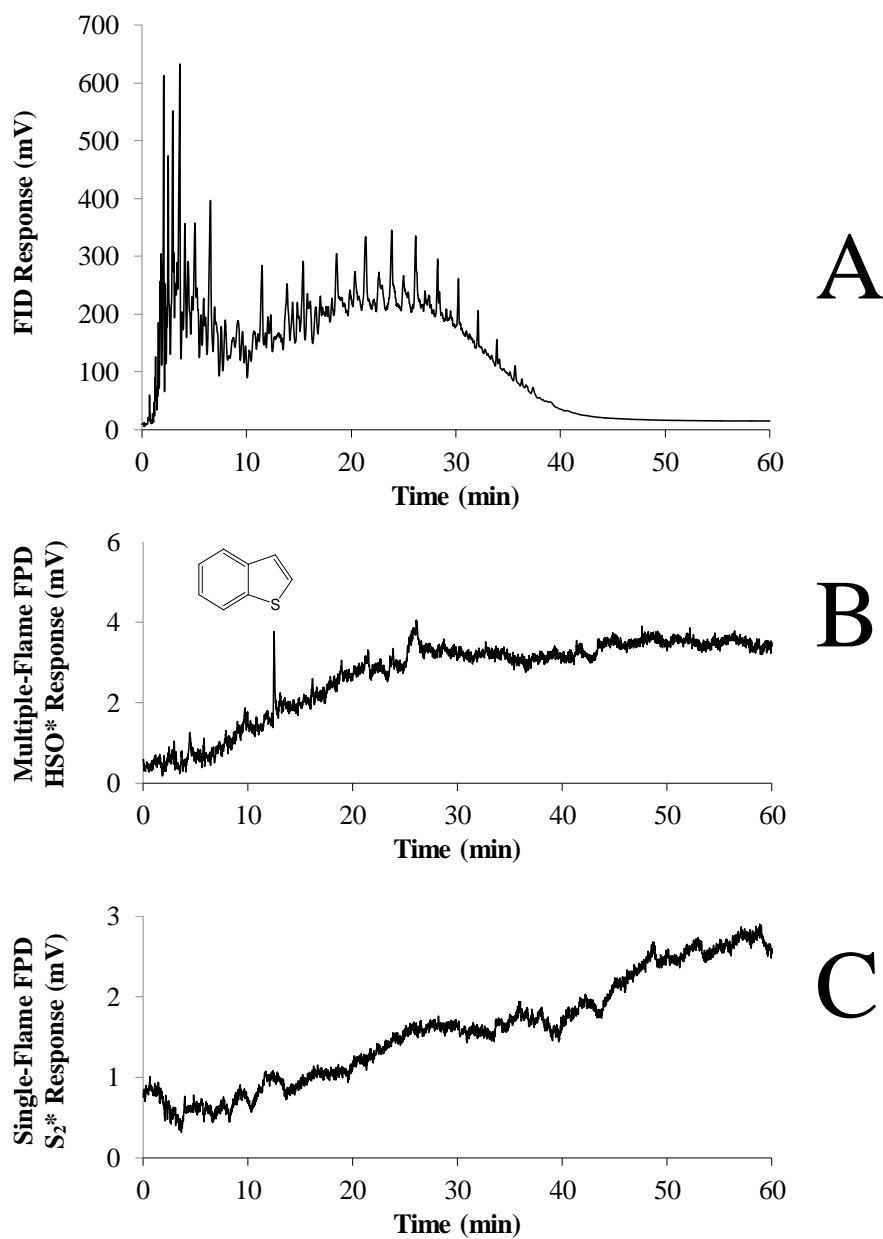 700
600
500
400
300
200
100
0
FID Response (mV)
0 10 20 30 40 50 60
Time (min)
A
6
4
2
0
Multiple-Flame FPD
HSO* Response (mV)
S
0 10 20 30 40 50 60
Time (min)
B
3
2
1
0
Single-Flame FPD
S₂* Response (mV)
0 10 20 30 40 50 60
Time (min)
C